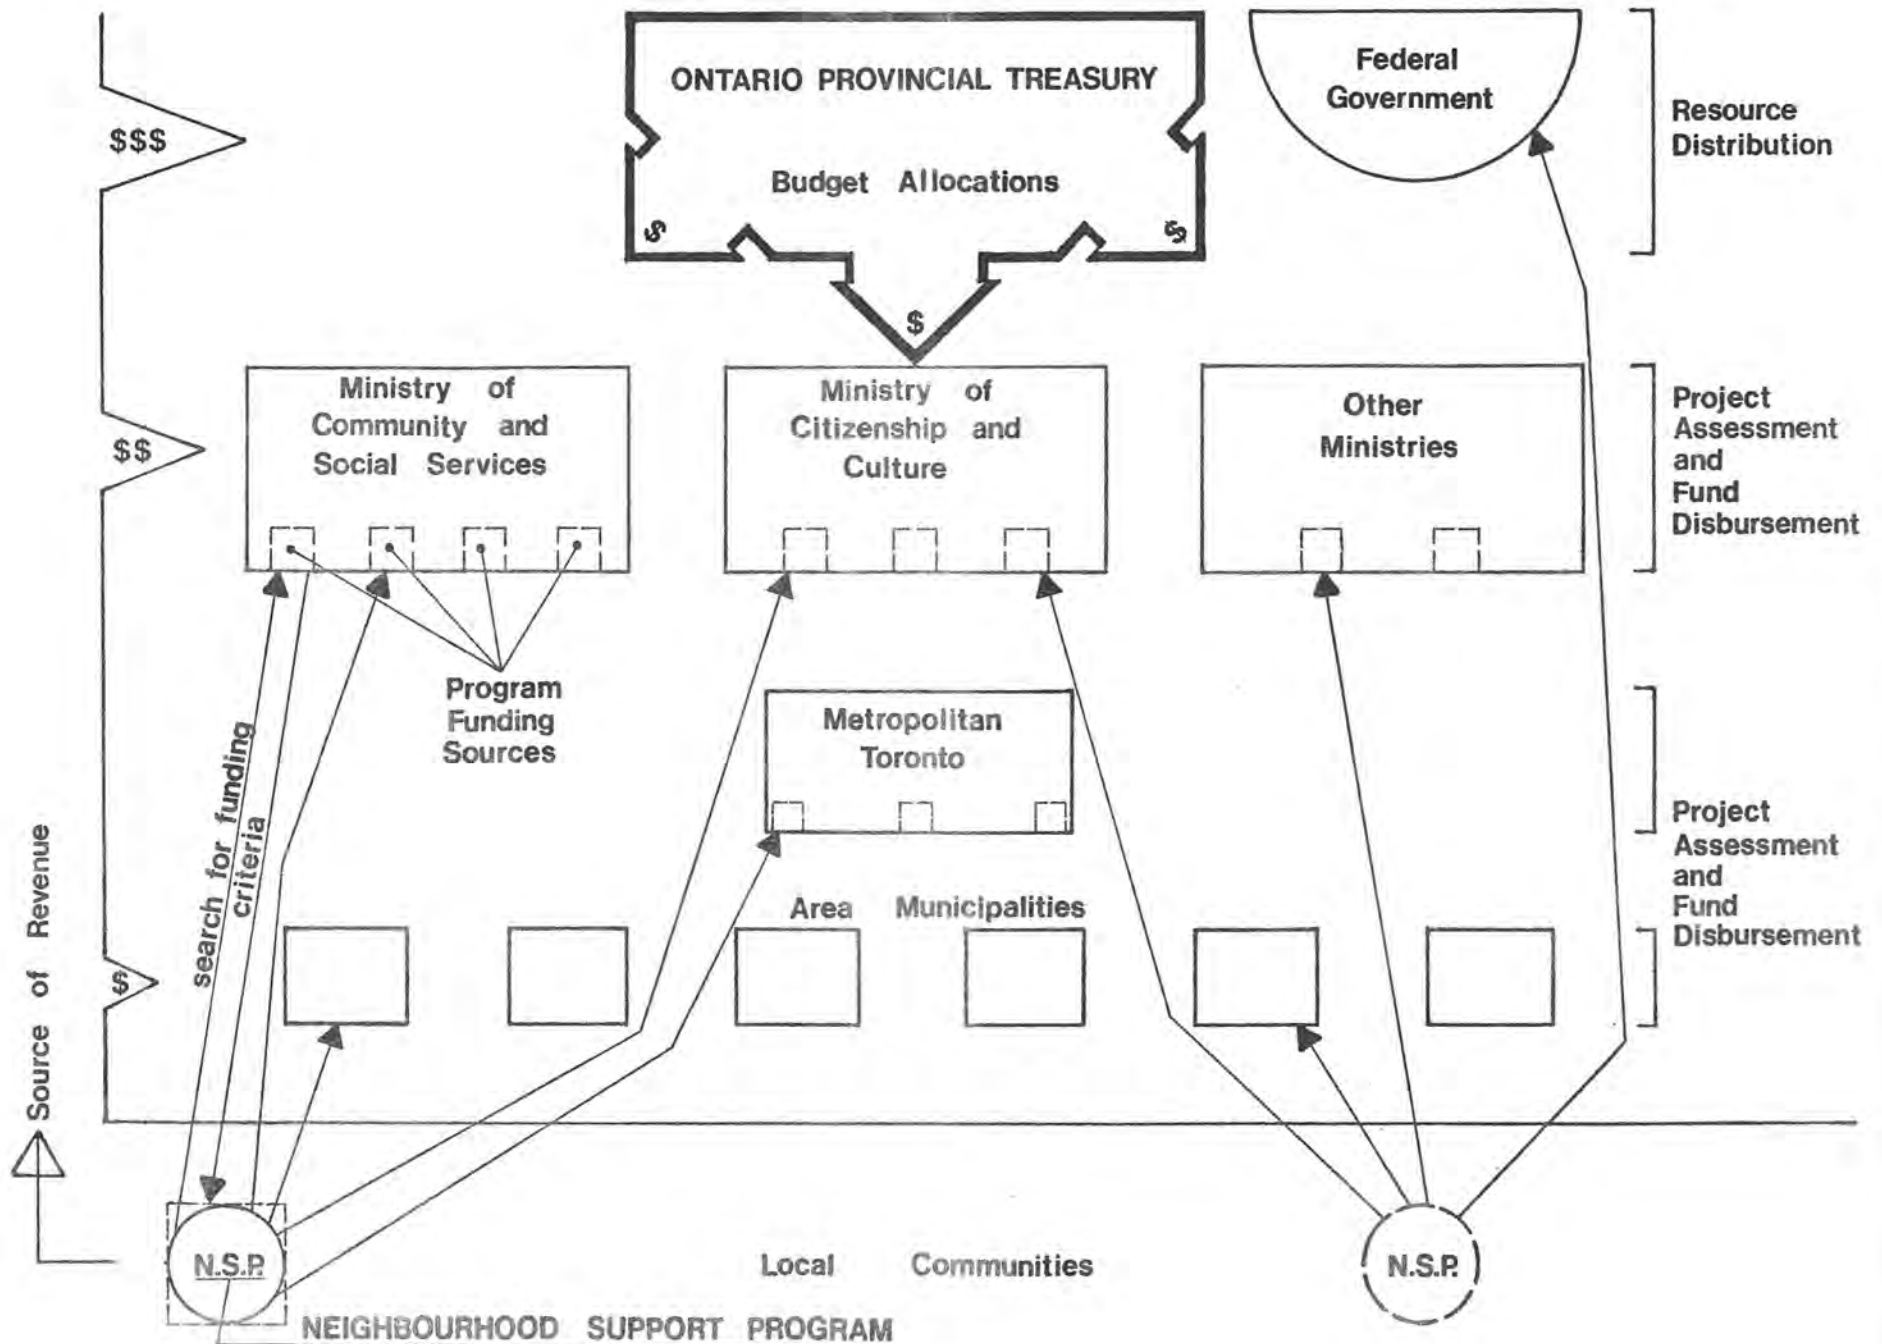 ONTARIO PROVINCIAL TREASURY
Budget Allocations
$
$
$
Federal
Government
Resource
Distribution
$$$
Ministry of
Community and
Social Services
Ministry of
Citizenship and
Culture
Other
Ministries
Project
Assessment
and
Fund
Disbursement
$$
Program
Funding
Sources
Metropolitan
Toronto
search for funding
criteria
Area Municipalities
Project
Assessment
and
Fund
Disbursement
$
Source of Revenue
N.S.P.
Local Communities
N.S.P.
NEIGHBOURHOOD SUPPORT PROGRAM